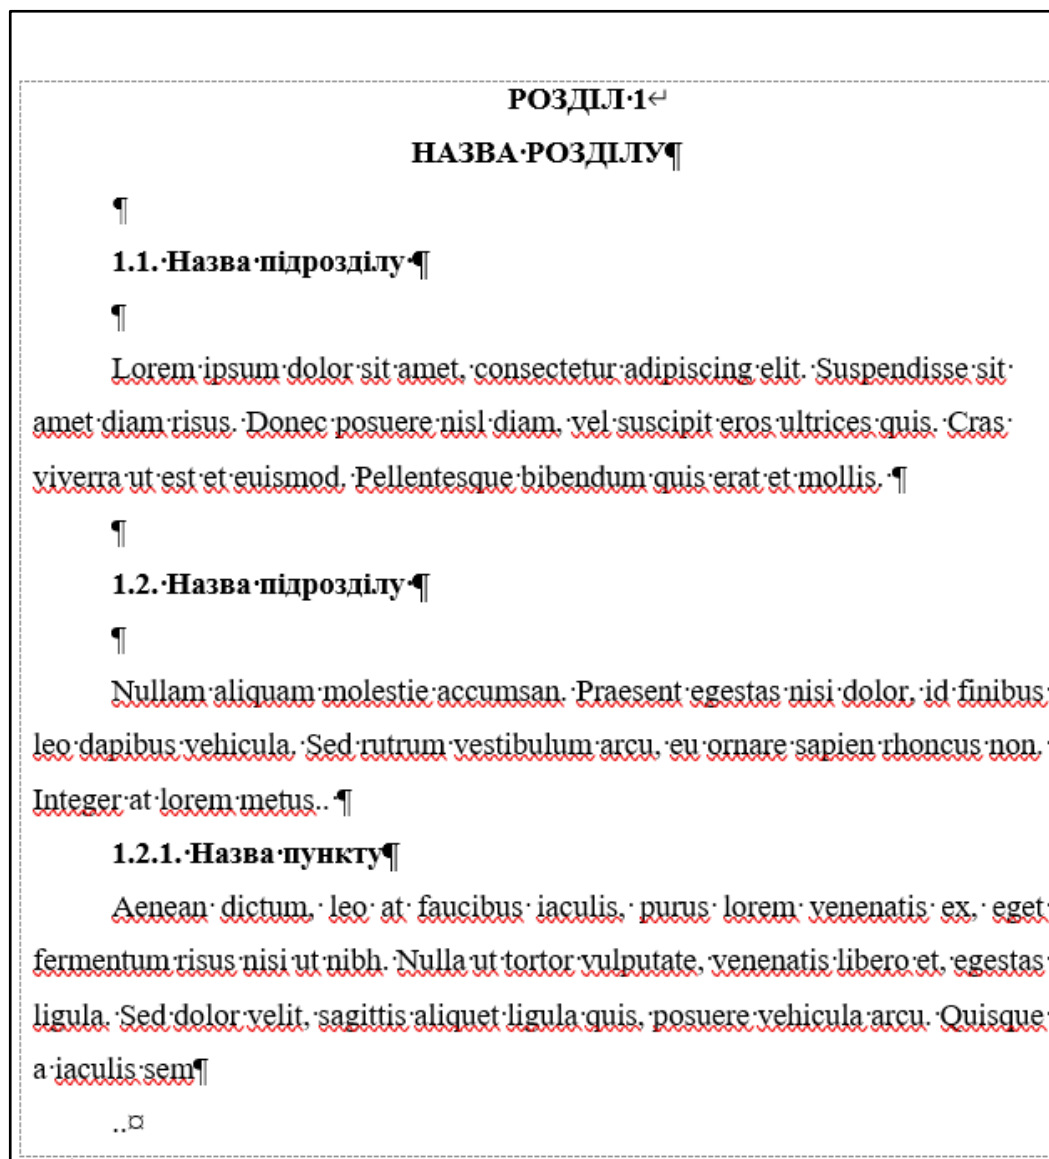 РОЗДІЛ 1
НАЗВА РОЗДІЛУ
1.1. Назва підрозділу
Lorem ipsum dolor sit amet, consectetur adipiscing elit. Suspendisse sit
amet diam risus. Donec posuere nisl diam, vel suscipit eros ultrices quis. Cras
viverra ut est et euismod. Pellentesque bibendum quis erat et mollis.
1.2. Назва підрозділу
Nullam aliquam molestie accumsan. Praesent egestas nisi dolor, id finibus
leo dapibus vehicula. Sed rutrum vestibulum arcu, eu ornare sapien rhoncus non.
Integer at lorem metus..
1.2.1. Назва пункту
Aenean dictum, leo at faucibus iaculis, purus lorem venenatis ex, eget
fermentum risus nisi ut nibh. Nulla ut tortor vulputate, venenatis libero et, egestas
ligula. Sed dolor velit, sagittis aliquet ligula quis, posuere vehicula arcu. Quisque
a iaculis sem
..